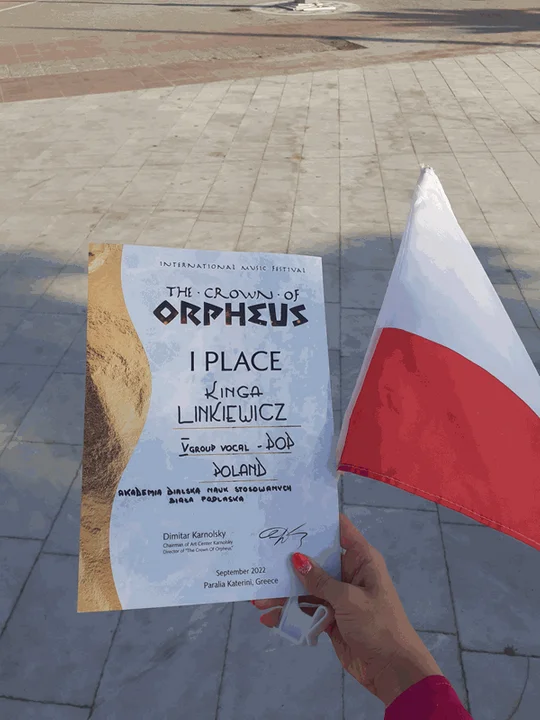 INTERNATIONAL MUSIC FESTIVAL
THE · CROWN · OF
ORPHEUS
I PLACE
KINGA
LINKIEWICZ
V GROUP VOCAL - POP
POLAND
AKADEMIA BIALSKA NAUK STOSOWANYCH
BIAŁA PODLASKA
Dimitar Karnolsky
Chairman of Art Center Karnolsky
Director of "The Crown Of Orpheus"
September 2022
Paralia Katerini, Greece